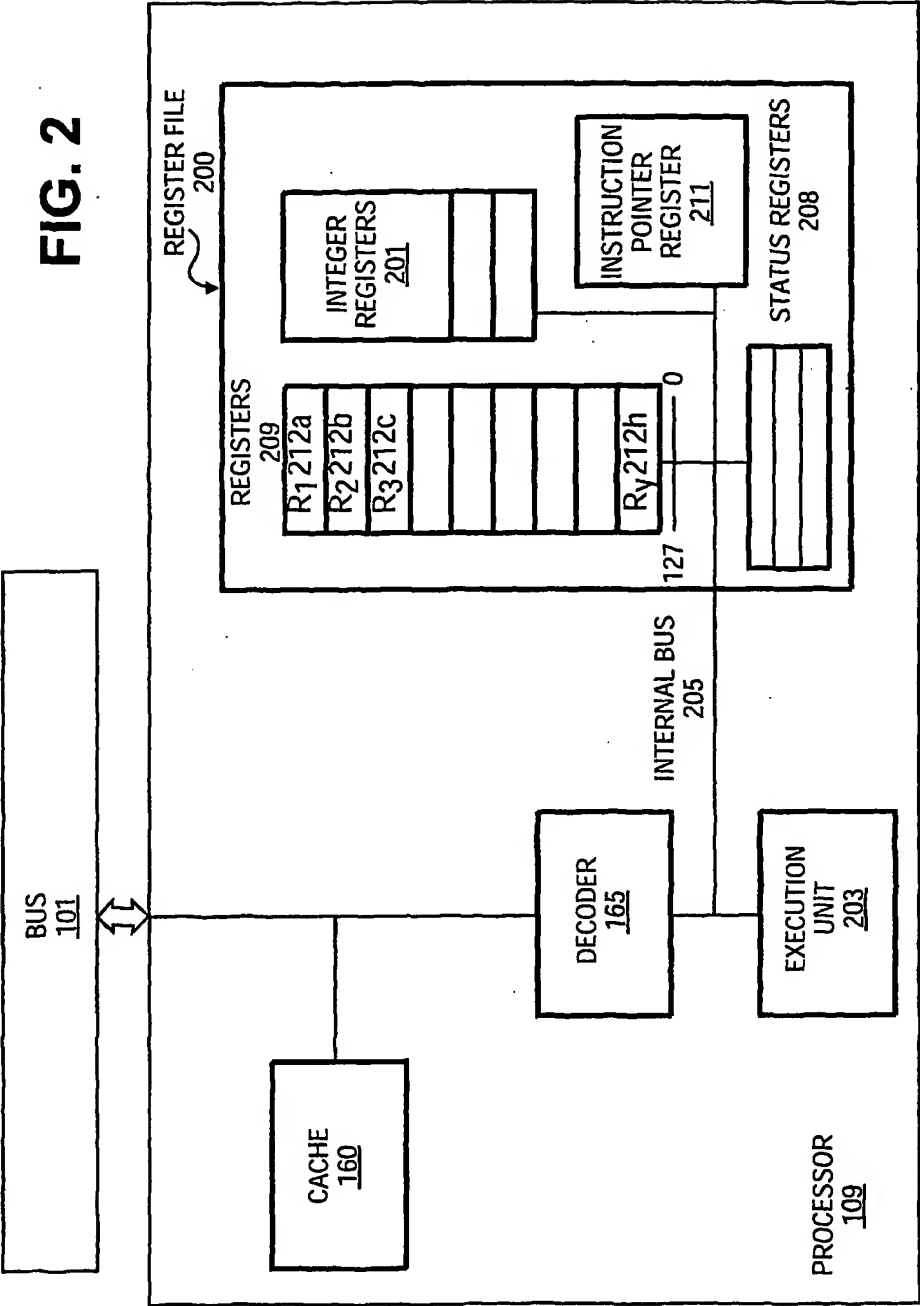 FIG. 2
BUS
101
REGISTER FILE
200
REGISTERS
209
R1 212a
R2 212b
R3 212c
Ry 212h
127
0
INTEGER
REGISTERS
201
INSTRUCTION
POINTER
REGISTER
211
STATUS REGISTERS
208
INTERNAL BUS
205
CACHE
160
DECODER
165
EXECUTION
UNIT
203
PROCESSOR
109